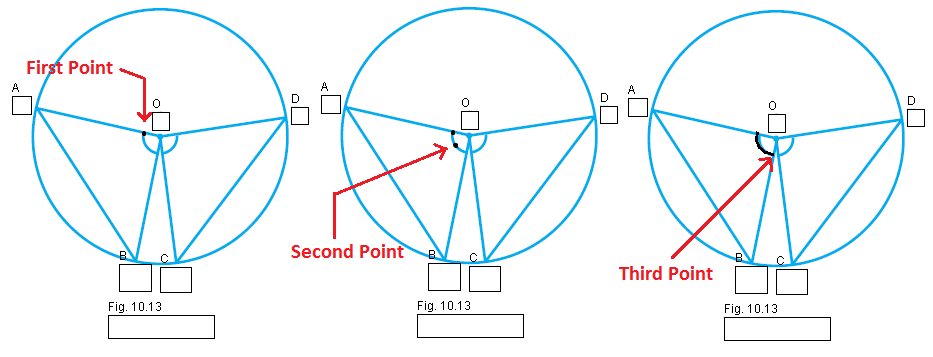 First Point
A
O
D
B
C
Fig. 10.13
A
O
D
Second Point
B
C
Fig. 10.13
A
O
D
Third Point
B
C
Fig. 10.13